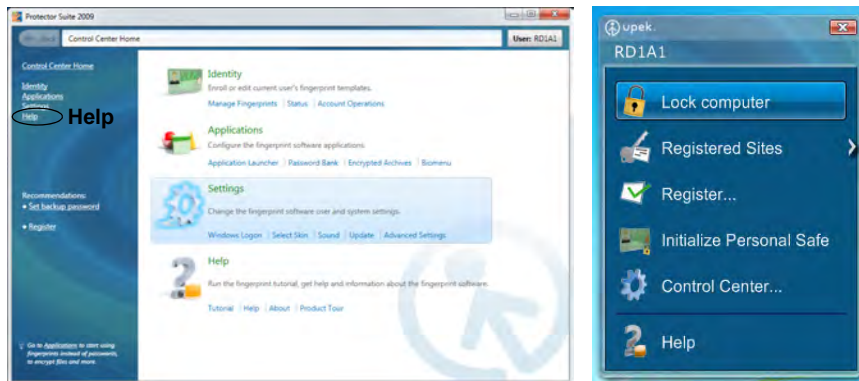 Protector Suite 2009
Back
Control Center Home
User: RD1A1
Control Center Home
Identity
Applications
Settings
Help
Help
Recommendations:
• Set backup password
• Register
Go to Applications to start using
fingerprints instead of passwords,
to encrypt files and more.
Identity
Enroll or edit current user's fingerprint templates.
Manage Fingerprints | Status | Account Operations
Applications
Configure the fingerprint software applications.
Application Launcher | Password Bank | Encrypted Archives | Biomenu
Settings
Change the fingerprint software user and system settings.
Windows Logon | Select Skin | Sound | Update | Advanced Settings
Help
Run the fingerprint tutorial, get help and information about the fingerprint software.
Tutorial | Help | About | Product Tour
upek.
RD1A1
Lock computer
Registered Sites
Register...
Initialize Personal Safe
Control Center...
Help